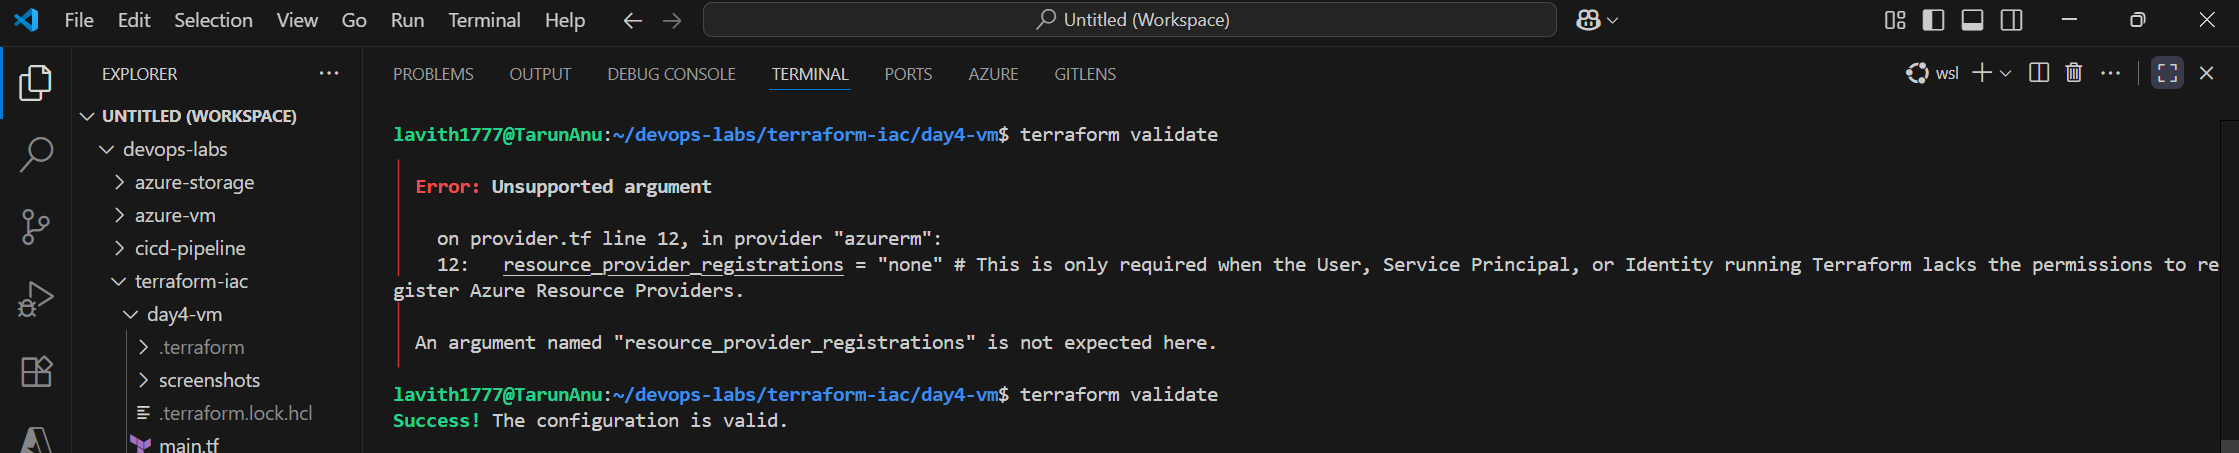 File Edit Selection View Go Run Terminal Help
Untitled (Workspace)
EXPLORER
PROBLEMS OUTPUT DEBUG CONSOLE TERMINAL PORTS AZURE GITLENS
wsl
UNTITLED (WORKSPACE)
devops-labs
azure-storage
azure-vm
cicd-pipeline
terraform-iac
day4-vm
.terraform
screenshots
.terraform.lock.hcl
main.tf
lavith1777@TarunAnu:~/devops-labs/terraform-iac/day4-vm$ terraform validate
Error: Unsupported argument
on provider.tf line 12, in provider "azurerm":
12: resource_provider_registrations = "none" # This is only required when the User, Service Principal, or Identity running Terraform lacks the permissions to re
gister Azure Resource Providers.
An argument named "resource_provider_registrations" is not expected here.
lavith1777@TarunAnu:~/devops-labs/terraform-iac/day4-vm$ terraform validate
Success! The configuration is valid.